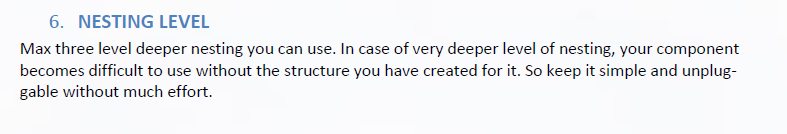 6. NESTING LEVEL
Max three level deeper nesting you can use. In case of very deeper level of nesting, your component
becomes difficult to use without the structure you have created for it. So keep it simple and unplug-
gable without much effort.